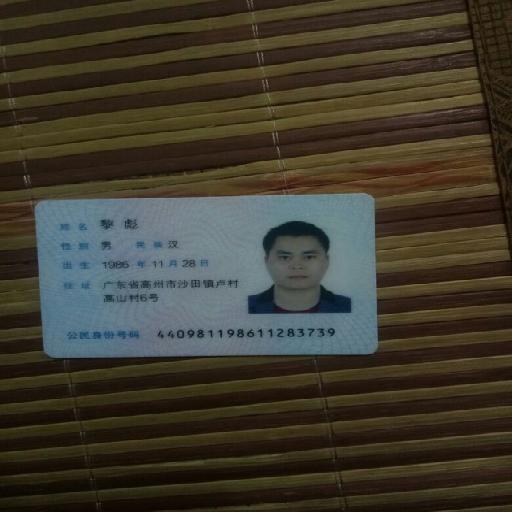 姓名 黎彪
性别 男 民族 汉
出生 1986 年 11 月 28 日
住址 广东省高州市沙田镇卢村
高山村6号
公民身份号码 440981198611283739